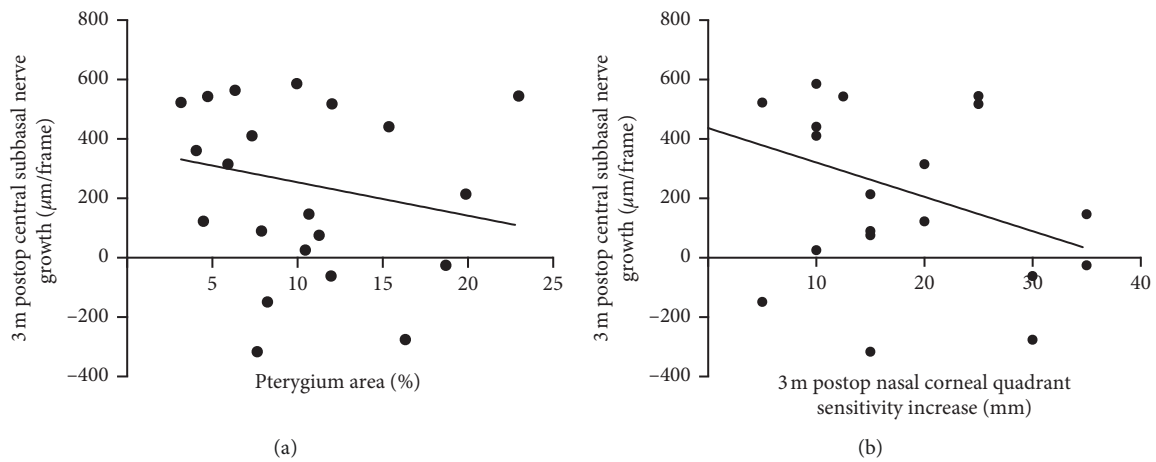 3 m postop central subbasal nerve
growth (μm/frame)
800
600
400
200
0
−200
−400
5
10
15
20
25
Pterygium area (%)
(a)
3 m postop central subbasal nerve
growth (μm/frame)
800
600
400
200
0
−200
−400
10
20
30
40
3 m postop nasal corneal quadrant
sensitivity increase (mm)
(b)